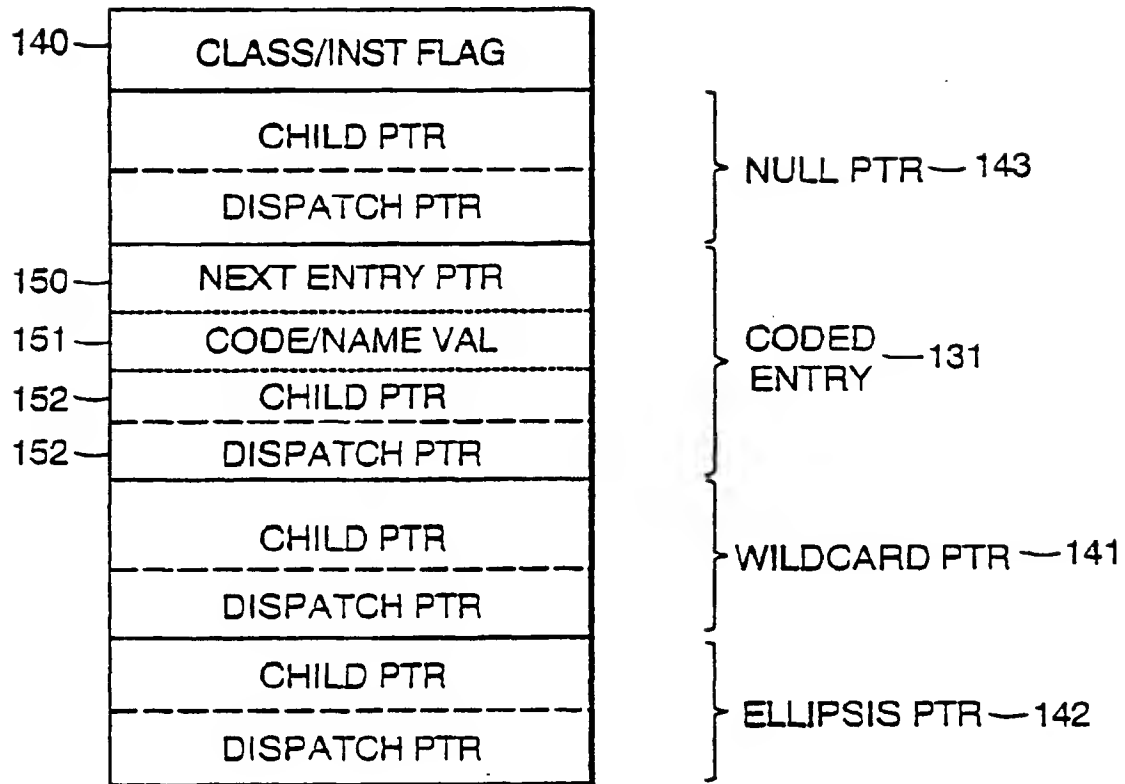 140 CLASS/INST FLAG
CHILD PTR
DISPATCH PTR
NULL PTR 143
150 NEXT ENTRY PTR
151 CODE/NAME VAL
152 CHILD PTR
152 DISPATCH PTR
CODED
ENTRY 131
CHILD PTR
DISPATCH PTR
WILDCARD PTR 141
CHILD PTR
DISPATCH PTR
ELLIPSIS PTR 142